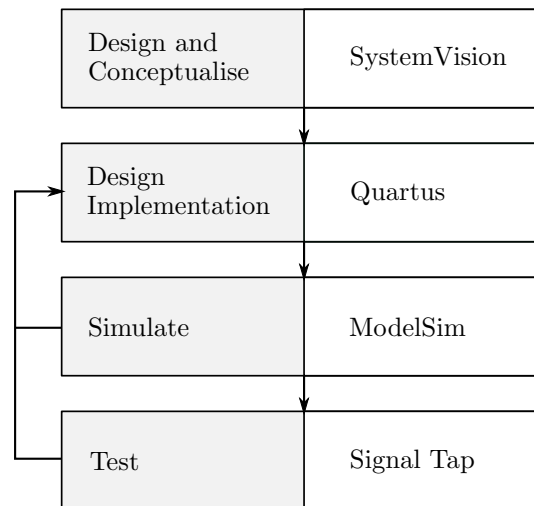 Design and
Conceptualise
SystemVision
Design
Implementation
Quartus
Simulate
ModelSim
Test
Signal Tap